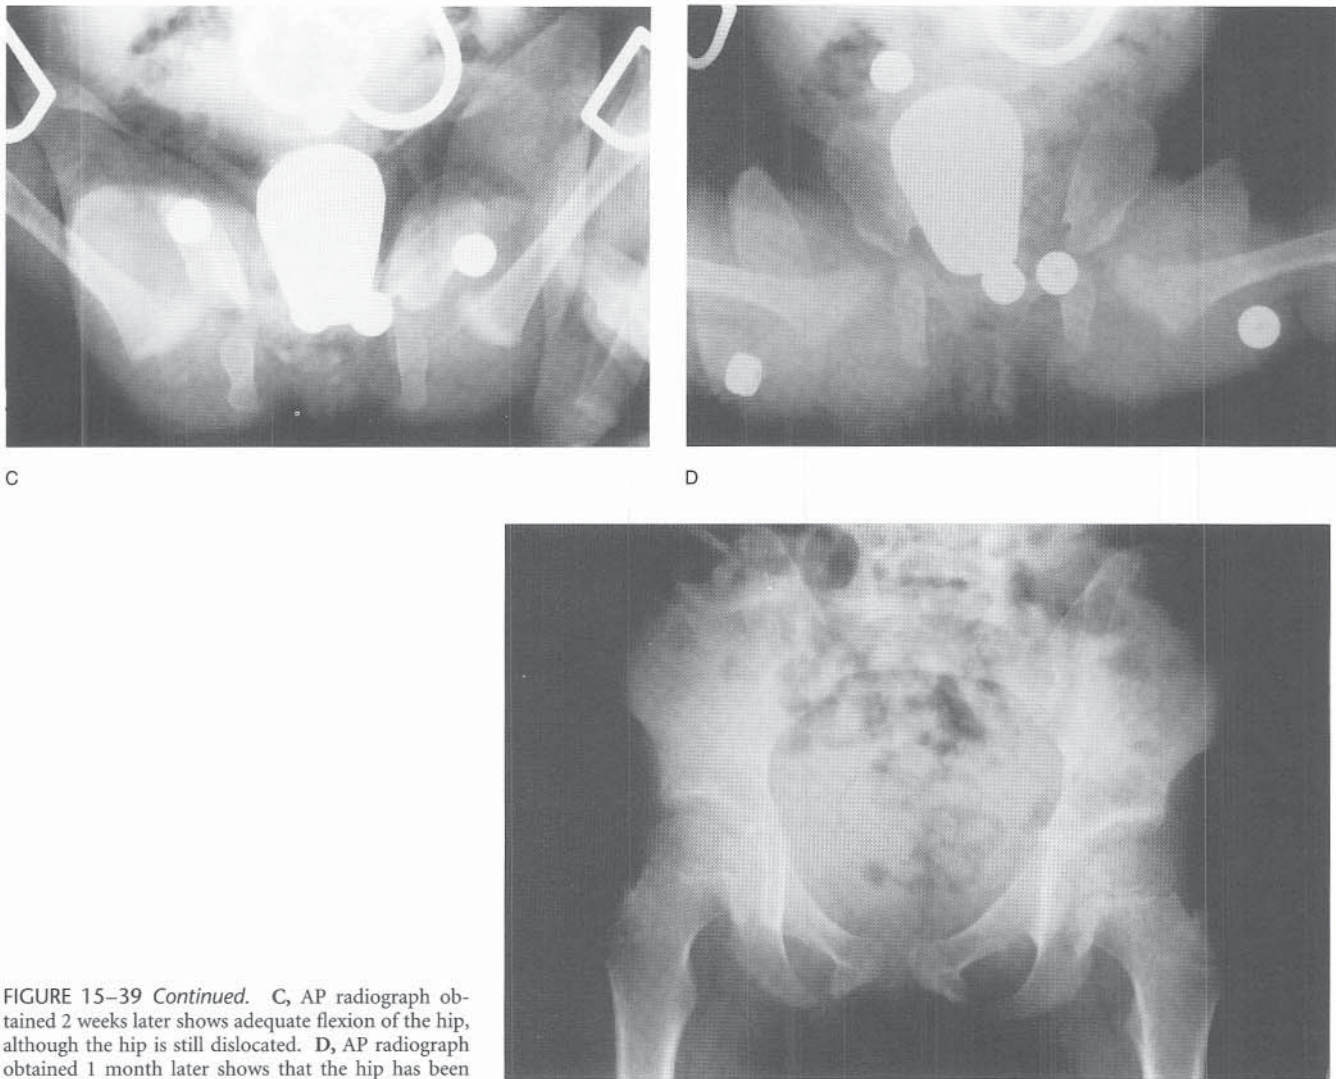 C
D
FIGURE 15–39 Continued. C, AP radiograph ob-
tained 2 weeks later shows adequate flexion of the hip,
although the hip is still dislocated. D, AP radiograph
obtained 1 month later shows that the hip has been